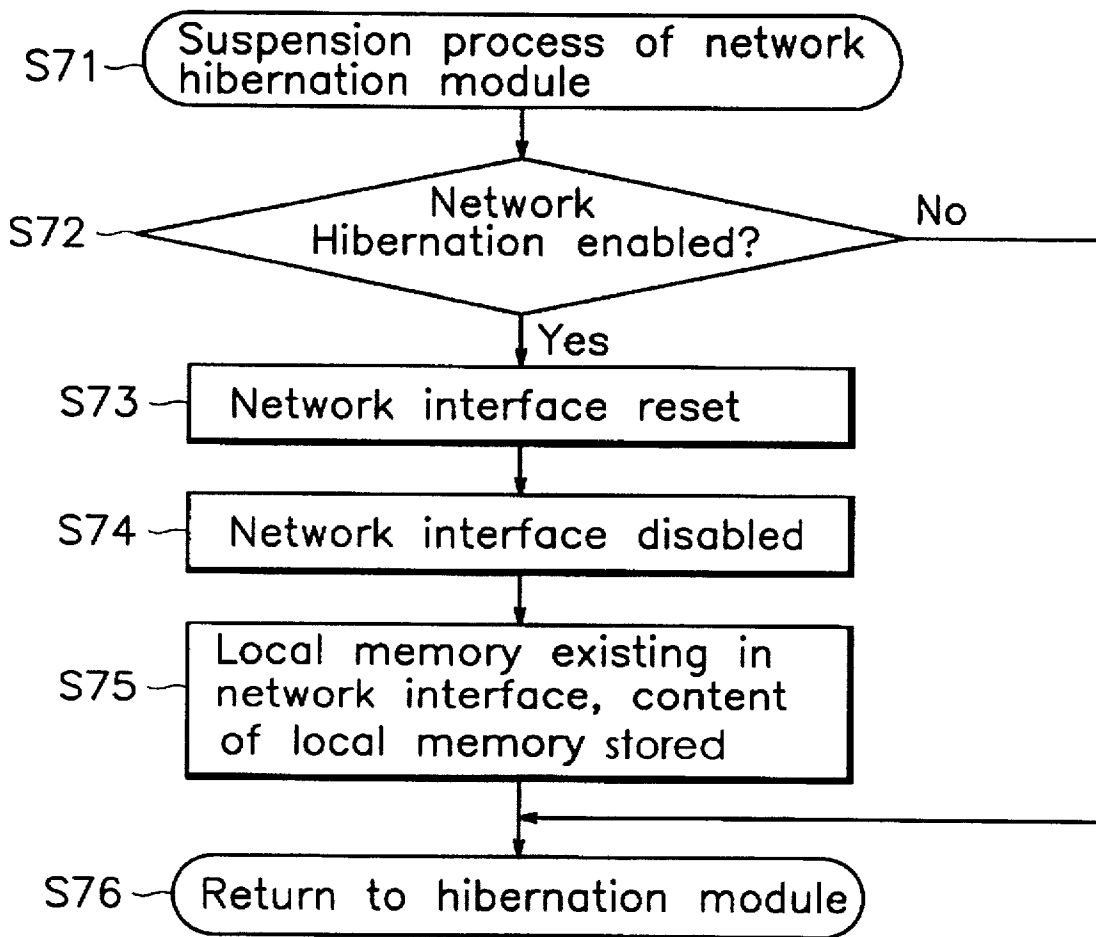 S71
Suspension process of network
hibernation module
S72
Network
Hibernation enabled?
No
Yes
S73
Network interface reset
S74
Network interface disabled
S75
Local memory existing in
network interface, content
of local memory stored
S76
Return to hibernation module